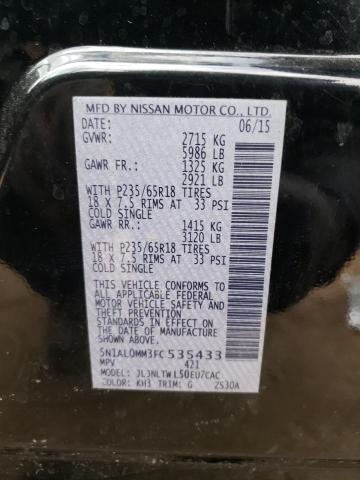 MFD BY NISSAN MOTOR CO., LTD.
DATE: 06/15
GVWR: 2715 KG
5986 LB
GAWR FR.: 1325 KG
2921 LB
WITH P235/65R18 TIRES
18 X 7.5 RIMS AT 33 PSI
COLD SINGLE
GAWR RR.: 1415 KG
3120 LB
WITH P235/65R18 TIRES
18 X 7.5 RIMS AT 33 PSI
COLD SINGLE
THIS VEHICLE CONFORMS TO ALL
APPLICABLE FEDERAL MOTOR
VEHICLE SAFETY, BUMPER,
AND THEFT PREVENTION
STANDARDS IN EFFECT ON THE
DATE OF MANUFACTURE
SHOWN ABOVE.
5N1AL0MM3FC535433
MPV 421
MODEL: JLJNLTWL50EU7CAC
COLOR: KH3 TRIM: G ZS30A